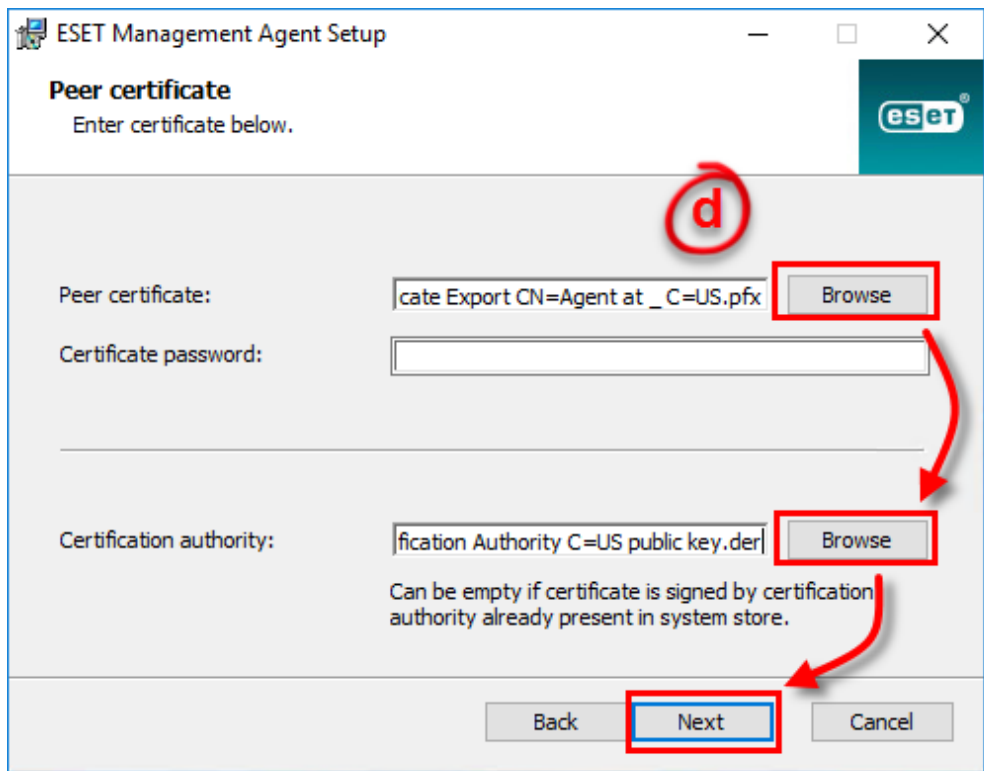 ESET Management Agent Setup
Peer certificate
Enter certificate below.
eseT®
d
Peer certificate:
cate Export CN=Agent at _ C=US.pfx
Browse
Certificate password:
Certification authority:
fication Authority C=US public key.der
Browse
Can be empty if certificate is signed by certification
authority already present in system store.
Back
Next
Cancel